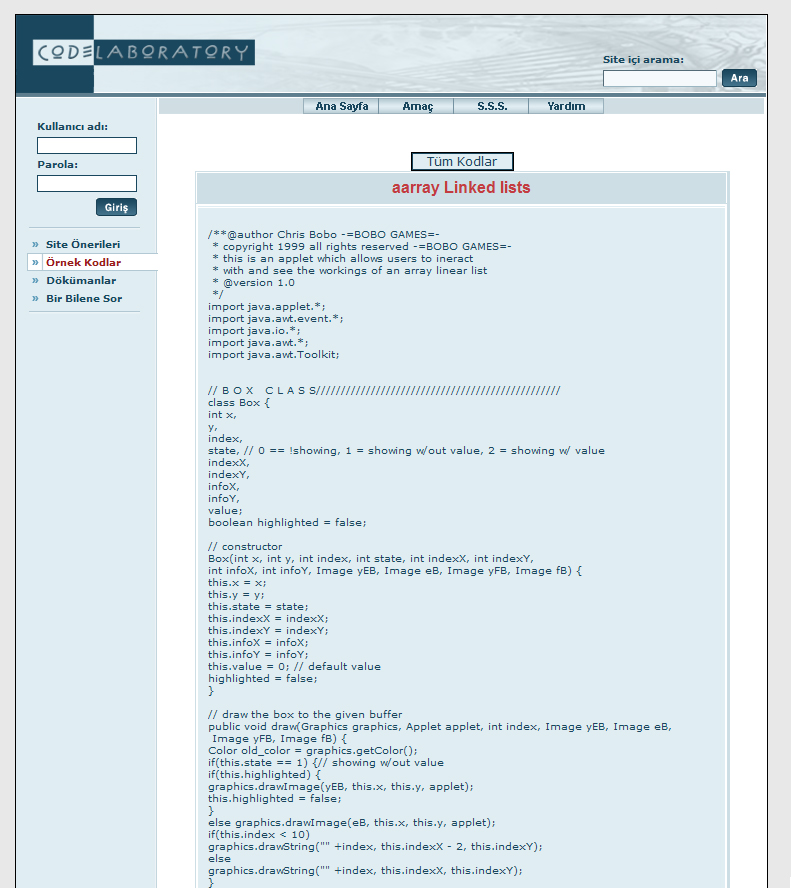 CODELABORATORY
Site içi arama:
Ara
Ana Sayfa Amaç S.S.S. Yardım
Kullanıcı adı:
Parola:
Giriş
» Site Önerileri
» Örnek Kodlar
» Dökümanlar
» Bir Bilene Sor
Tüm Kodlar
aarray Linked lists
/**@author Chris Bobo -=BOBO GAMES=-
* copyright 1999 all rights reserved -=BOBO GAMES=-
* this is an applet which allows users to ineract
* with and see the workings of an array linear list
* @version 1.0
*/
import java.applet.*;
import java.awt.event.*;
import java.io.*;
import java.awt.*;
import java.awt.Toolkit;
// B O X C L A S S/////////////////////////////////////////////////
class Box {
int x,
y,
index,
state, // 0 == !showing, 1 = showing w/out value, 2 = showing w/ value
indexX,
indexY,
infoX,
infoY,
value;
boolean highlighted = false;
// constructor
Box(int x, int y, int index, int state, int indexX, int indexY,
int infoX, int infoY, Image yEB, Image eB, Image yFB, Image fB) {
this.x = x;
this.y = y;
this.state = state;
this.indexX = indexX;
this.indexY = indexY;
this.infoX = infoX;
this.infoY = infoY;
this.value = 0; // default value
highlighted = false;
}
// draw the box to the given buffer
public void draw(Graphics graphics, Applet applet, int index, Image yEB, Image eB,
Image yFB, Image fB) {
Color old_color = graphics.getColor();
if(this.state == 1) {// showing w/out value
if(this.highlighted) {
graphics.drawImage(yEB, this.x, this.y, applet);
this.highlighted = false;
}
else graphics.drawImage(eB, this.x, this.y, applet);
if(this.index < 10)
graphics.drawString("" +index, this.indexX - 2, this.indexY);
else
graphics.drawString("" +index, this.indexX, this.indexY);
}